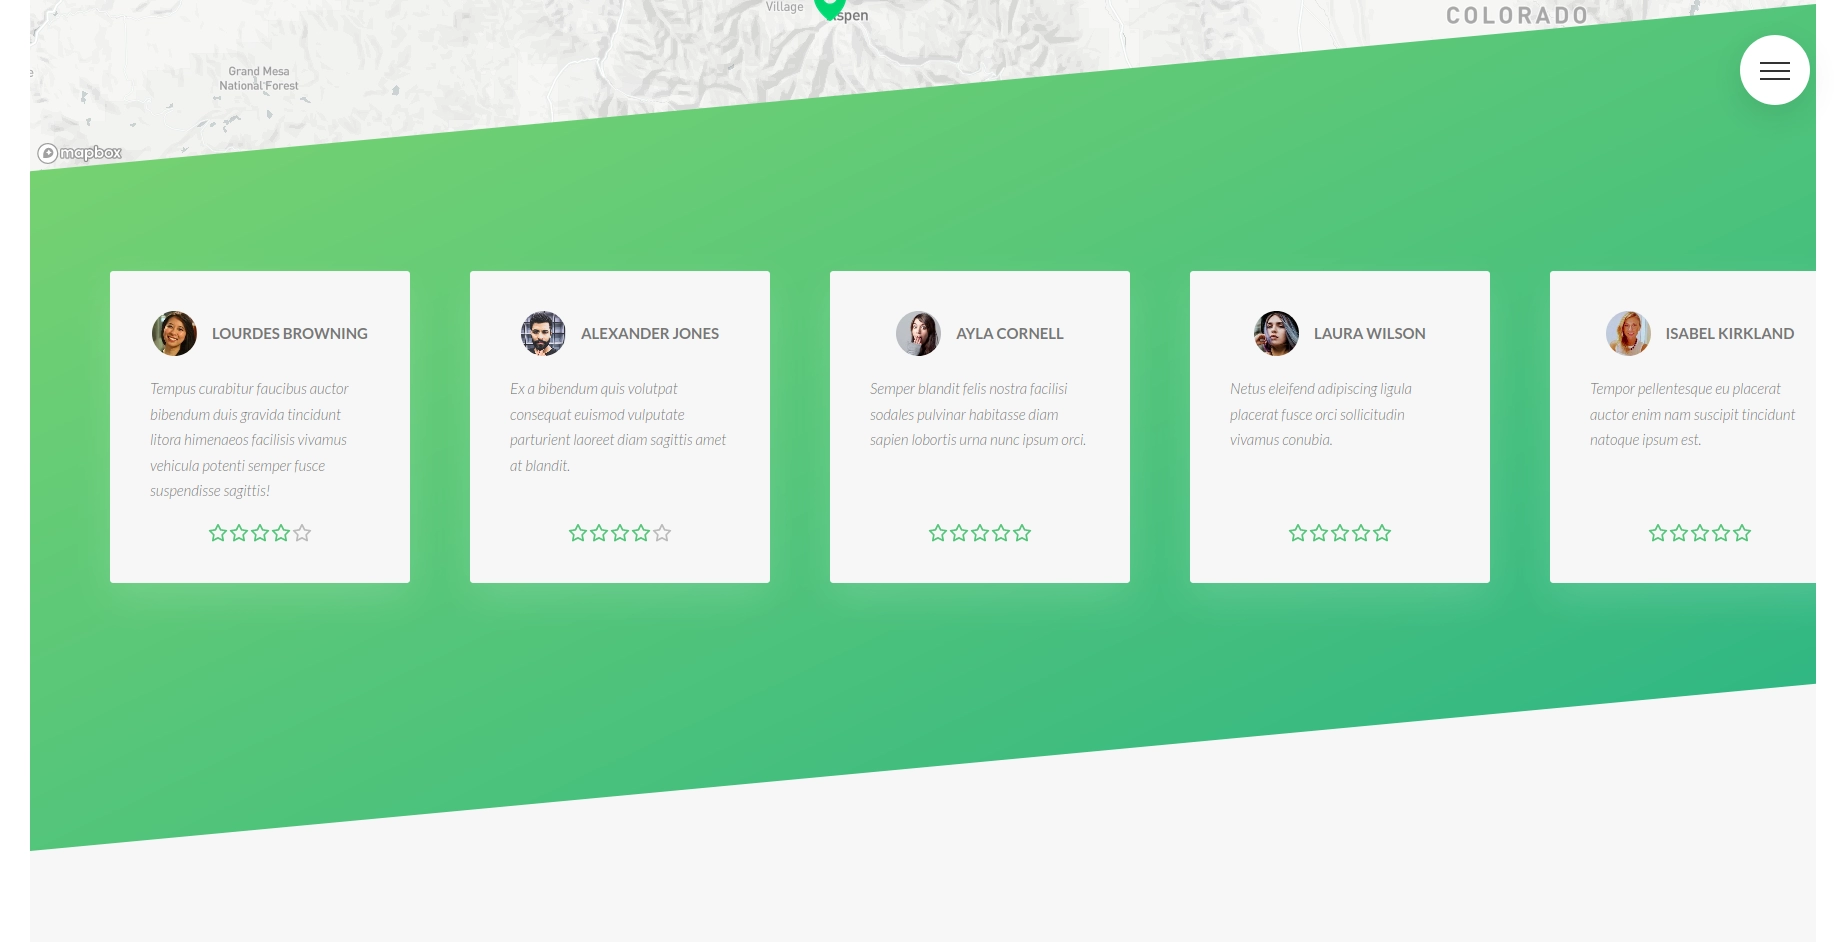 Village
Aspen
COLORADO
Grand Mesa
National Forest
mapbox
LOURDES BROWNING
Tempus curabitur faucibus auctor
bibendum duis gravida tincidunt
litora himenaeos facilisis vivamus
vehicula potenti semper fusce
suspendisse sagittis!
ALEXANDER JONES
Ex a bibendum quis volutpat
consequat euismod vulputate
parturient laoreet diam sagittis amet
at blandit.
AYLA CORNELL
Semper blandit felis nostra facilisi
sodales pulvinar habitasse diam
sapien lobortis urna nunc ipsum orci.
LAURA WILSON
Netus eleifend adipiscing ligula
placerat fusce orci sollicitudin
vivamus conubia.
ISABEL KIRKLAND
Tempor pellentesque eu placerat
auctor enim nam suscipit tincidunt
natoque ipsum est.